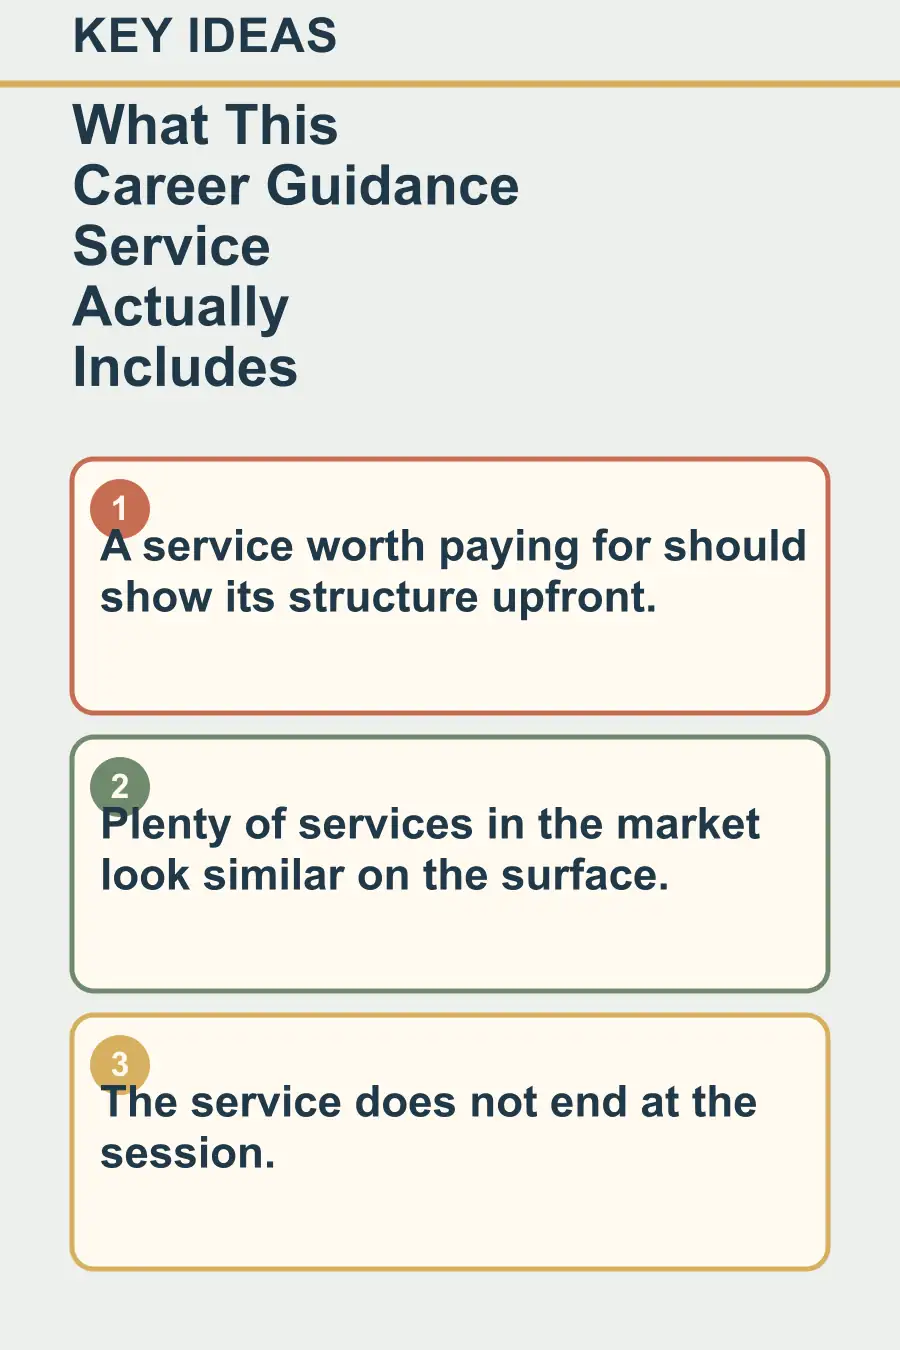 KEY IDEAS
What This
Career Guidance
Service
Actually
Includes
1
A service worth paying for should
show its structure upfront.
2
Plenty of services in the market
look similar on the surface.
3
The service does not end at the
session.